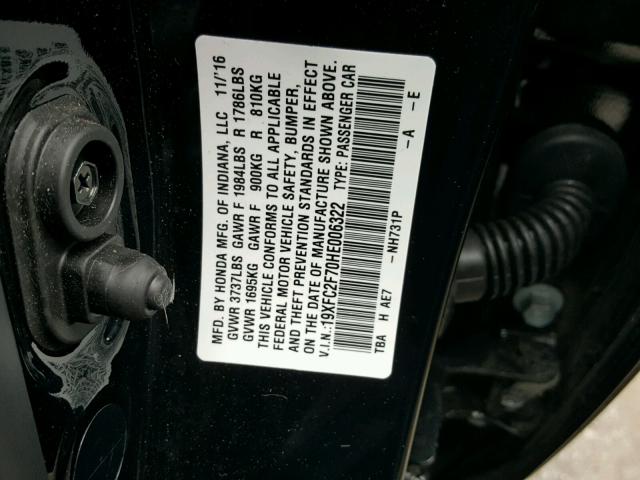 MFD. BY HONDA MFG. OF INDIANA, LLC 11/'16
GVWR 3737LBS GAWR F 1984LBS R 1786LBS
GVWR 1695KG GAWR F 900KG R 810KG
THIS VEHICLE CONFORMS TO ALL APPLICABLE
FEDERAL MOTOR VEHICLE SAFETY, BUMPER,
AND THEFT PREVENTION STANDARDS IN EFFECT
ON THE DATE OF MANUFACTURE SHOWN ABOVE.
V.I.N.:19XFC2F70HE006322 TYPE: PASSENGER CAR
TBA H AE7 -NH731P -A -E